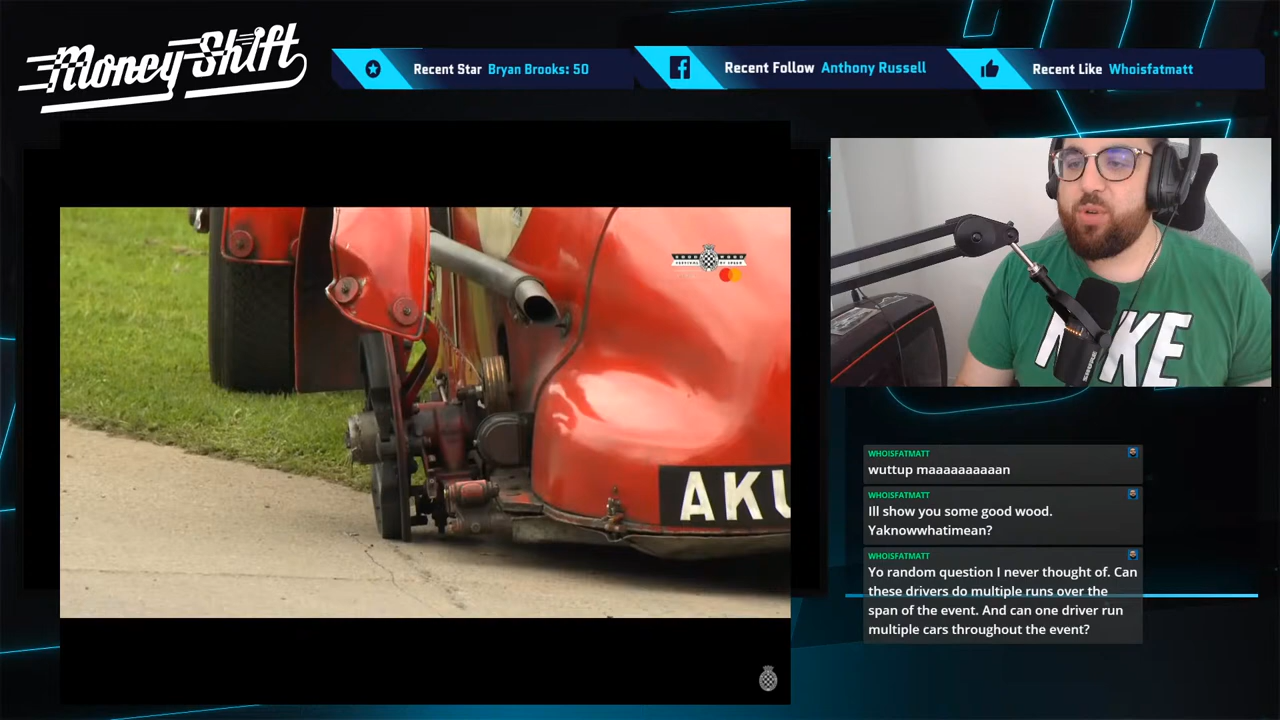 Money Shift
Recent Star Bryan Brooks: 50
Recent Follow Anthony Russell
Recent Like Whoisfatmatt
AKU
WHOISFATMATT
wuttup maaaaaaaaaan
WHOISFATMATT
Ill show you some good wood.
Yaknowwhatimean?
WHOISFATMATT
Yo random question I never thought of. Can
these drivers do multiple runs over the
span of the event. And can one driver run
multiple cars throughout the event?